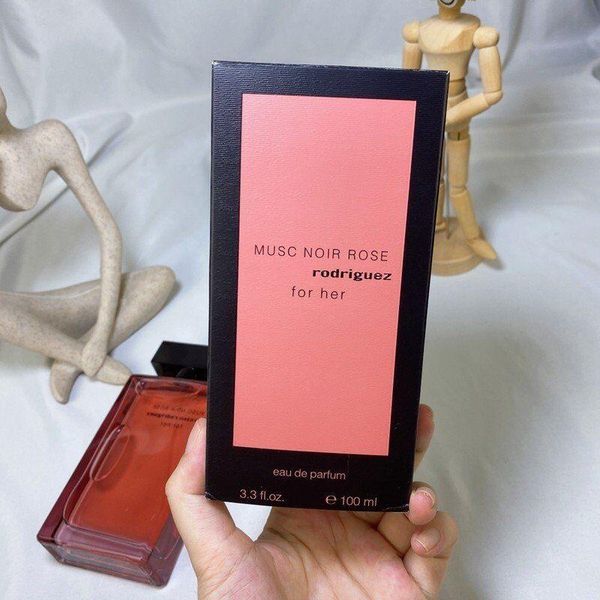 MUSC NOIR ROSE
rodriguez
for her
eau de parfum
3.3 fl.oz. ℮ 100 ml